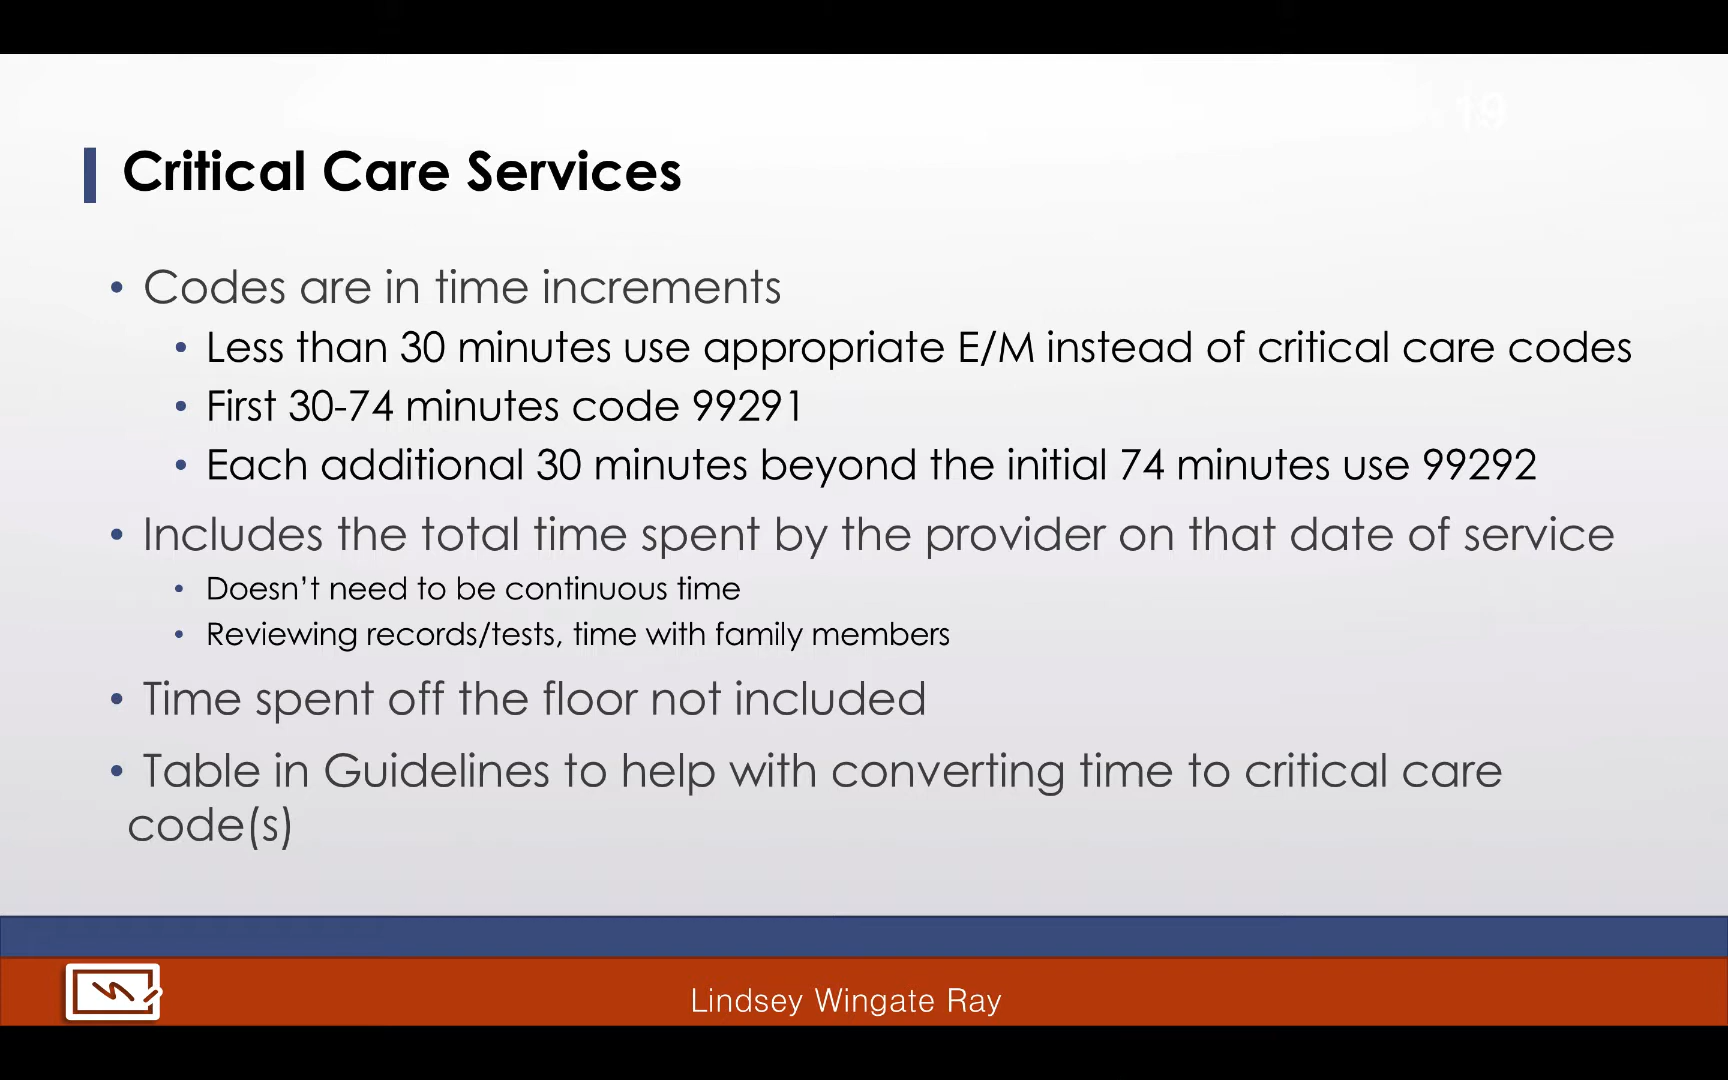 19
Critical Care Services
• Codes are in time increments
• Less than 30 minutes use appropriate E/M instead of critical care codes
• First 30-74 minutes code 99291
• Each additional 30 minutes beyond the initial 74 minutes use 99292
• Includes the total time spent by the provider on that date of service
• Doesn’t need to be continuous time
• Reviewing records/tests, time with family members
• Time spent off the floor not included
• Table in Guidelines to help with converting time to critical care
code(s)
Lindsey Wingate Ray